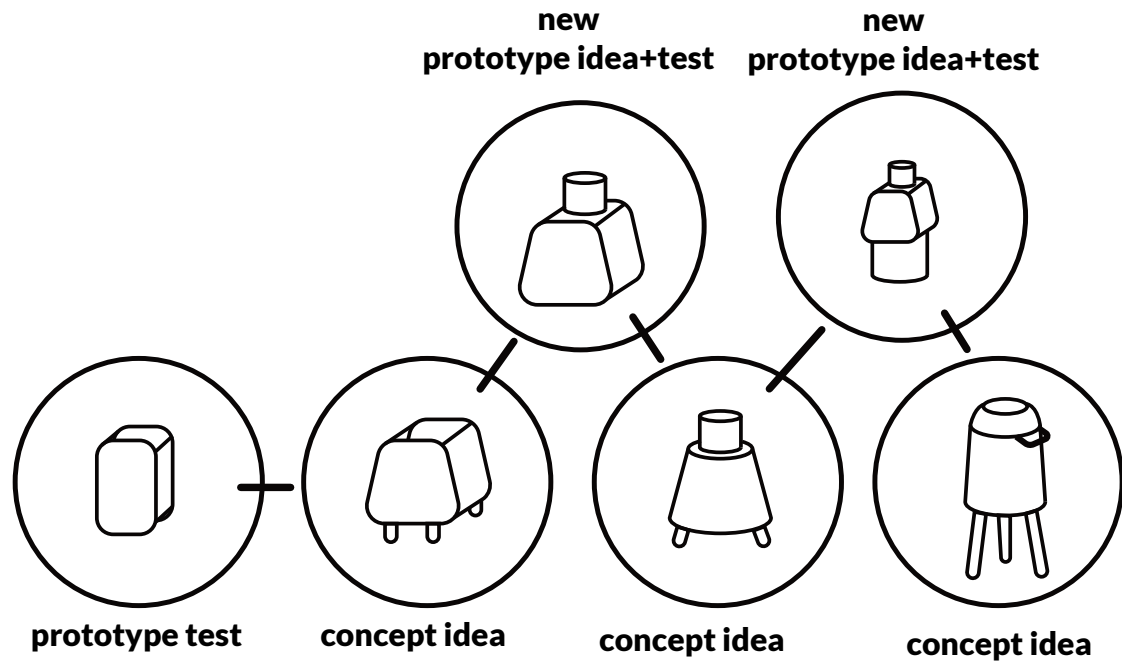 new
prototype idea+test
new
prototype idea+test
prototype test
concept idea
concept idea
concept idea